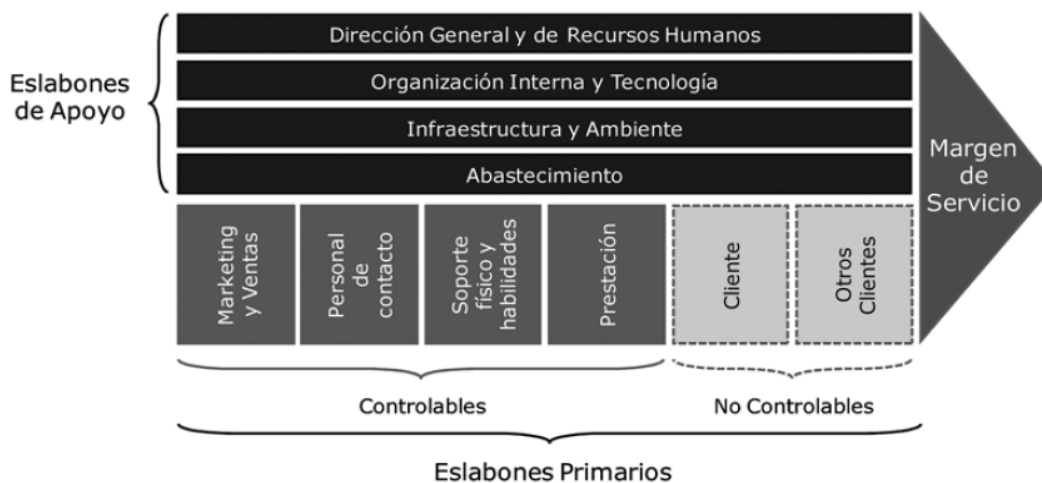 Dirección General y de Recursos Humanos
Organización Interna y Tecnología
Infraestructura y Ambiente
Abastecimiento
Eslabones
de Apoyo
Margen
de
Servicio
Marketing
y Ventas
Personal
de
contacto
Soporte
físico y
habilidades
Prestación
Cliente
Otros
Clientes
Controlables
No Controlables
Eslabones Primarios